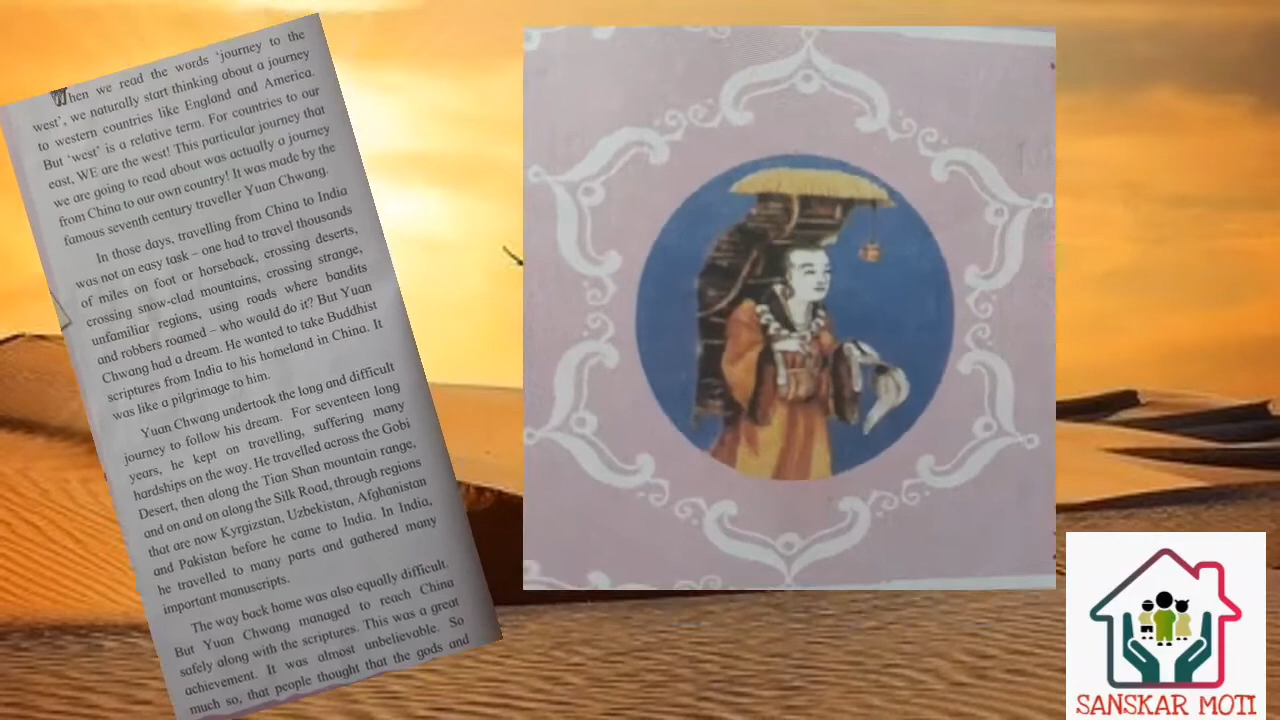 When we read the words 'journey to the
west', we naturally start thinking about a journey
to western countries like England and America.
But 'west' is a relative term. For countries to our
east, WE are the west! This particular journey that
we are going to read about was actually a journey
from China to our own country! It was made by the
famous seventh century traveller Yuan Chwang.
In those days, travelling from China to India
was not an easy task – one had to travel thousands
of miles on foot or horseback, crossing deserts,
crossing snow-clad mountains, crossing strange,
unfamiliar regions, using roads where bandits
and robbers roamed – who would do it? But Yuan
Chwang had a dream. He wanted to take Buddhist
scriptures from India to his homeland in China. It
was like a pilgrimage to him.
Yuan Chwang undertook the long and difficult
journey to follow his dream. For seventeen long
years, he kept on travelling, suffering many
hardships on the way. He travelled across the Gobi
Desert, then along the Tian Shan mountain range,
and on and on along the Silk Road, through regions
that are now Kyrgizstan, Uzbekistan, Afghanistan
and Pakistan before he came to India. In India,
he travelled to many parts and gathered many
important manuscripts.
The way back home was also equally difficult.
But Yuan Chwang managed to reach China
safely along with the scriptures. This was a great
achievement. It was almost unbelievable. So
much so, that people thought that the gods and
SANSKAR MOTI